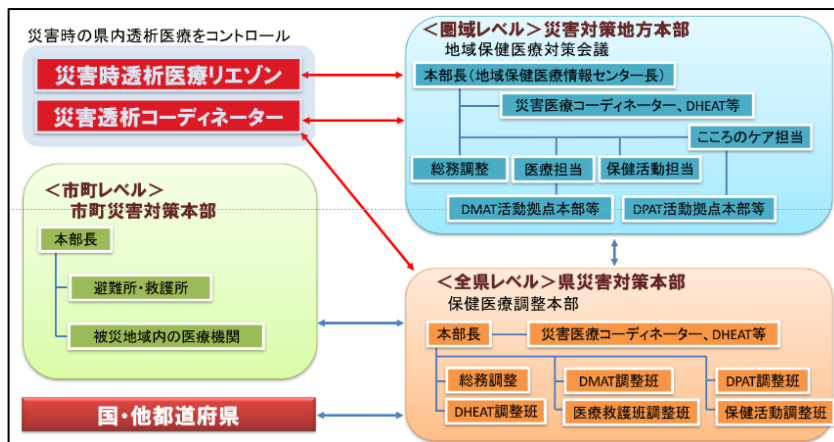 災害時の県内透析医療をコントロール
災害時透析医療リエゾン
災害透析コーディネーター
＜圏域レベル＞災害対策地方本部
地域保健医療対策会議
本部長（地域保健医療情報センター長）
災害医療コーディネーター、DHEAT等
こころのケア担当
総務調整
医療担当
保健活動担当
DMAT活動拠点本部等
DPAT活動拠点本部等
＜市町レベル＞
市町災害対策本部
本部長
避難所・救護所
被災地域内の医療機関
＜全県レベル＞県災害対策本部
保健医療調整本部
本部長
災害医療コーディネーター、DHEAT等
総務調整
DMAT調整班
DPAT調整班
DHEAT調整班
医療救護班調整班
保健活動調整班
国・他都道府県